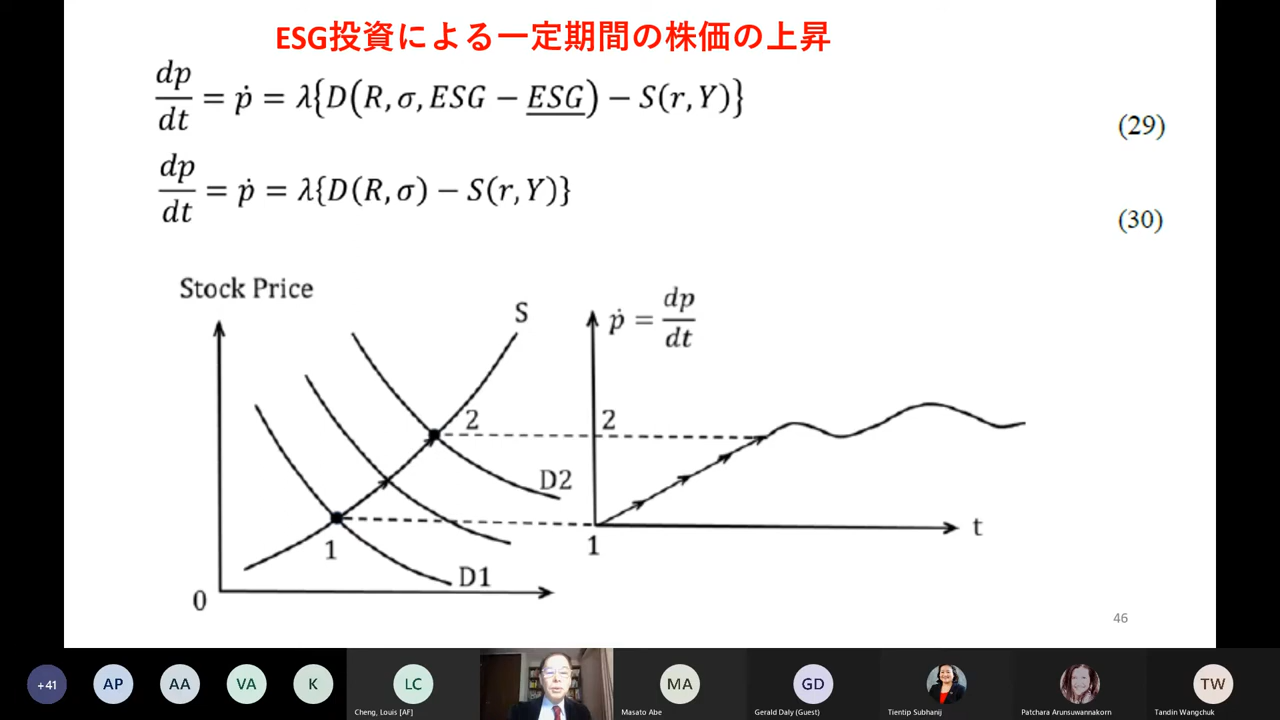 ESG投資による一定期間の株価の上昇
dp/dt = ṗ = λ{D(R, σ, ESG − ESG) − S(r, Y)}
(29)
dp/dt = ṗ = λ{D(R, σ) − S(r, Y)}
(30)
Stock Price
S
ṗ = dp/dt
2
2
D2
1
1
t
D1
0
46
+41
AP
AA
VA
K
LC
MA
GD
TW
Cheng, Louis [AF]
Masato Abe
Gerald Daly (Guest)
Tientip Subhanij
Patchara Arunsuwannakorn
Tandin Wangchuk